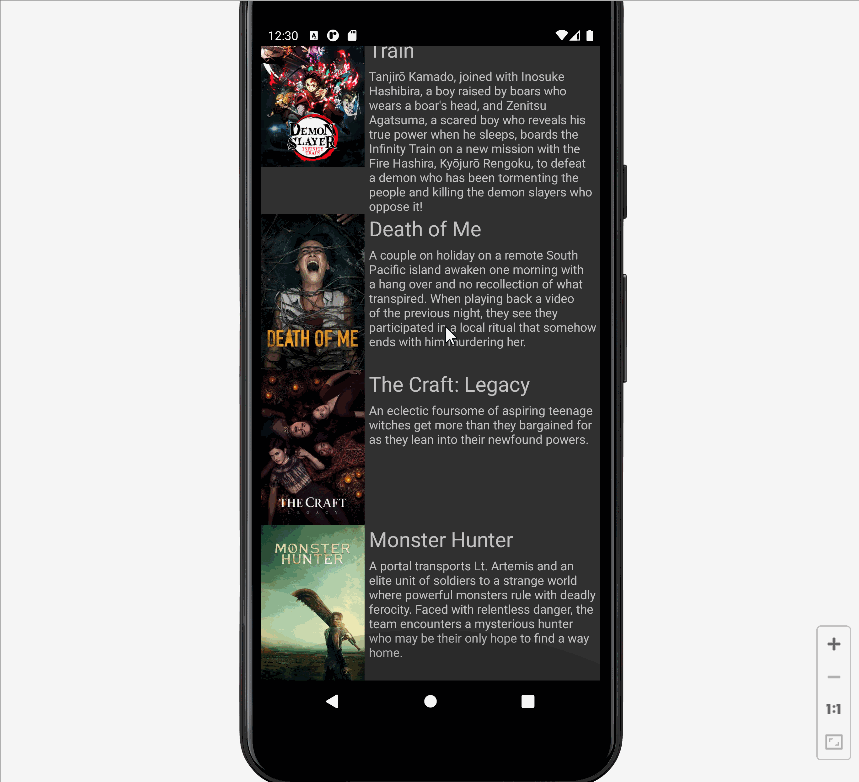 12:30
Train
Tanjirō Kamado, joined with Inosuke
Hashibira, a boy raised by boars who
wears a boar's head, and Zenitsu
Agatsuma, a scared boy who reveals his
true power when he sleeps, boards the
Infinity Train on a new mission with the
Fire Hashira, Kyōjurō Rengoku, to defeat
a demon who has been tormenting the
people and killing the demon slayers who
oppose it!
DEMON
SLAYER
INFINITY
TRAIN
Death of Me
A couple on holiday on a remote South
Pacific island awaken one morning with
a hang over and no recollection of what
transpired. When playing back a video
of the previous night, they see they
participated in a local ritual that somehow
ends with him murdering her.
DEATH OF ME
The Craft: Legacy
An eclectic foursome of aspiring teenage
witches get more than they bargained for
as they lean into their newfound powers.
THE CRAFT
LEGACY
Monster Hunter
A portal transports Lt. Artemis and an
elite unit of soldiers to a strange world
where powerful monsters rule with deadly
ferocity. Faced with relentless danger, the
team encounters a mysterious hunter
who may be their only hope to find a way
home.
MONSTER
HUNTER
1:1